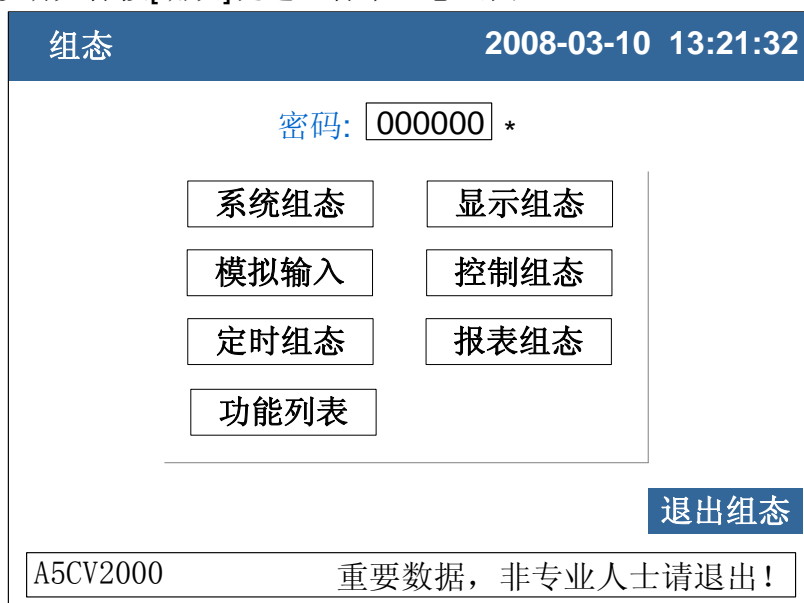 组态 2008-03-10 13:21:32
密码: 000000 *
系统组态 显示组态
模拟输入 控制组态
定时组态 报表组态
功能列表
退出组态
A5CV2000 重要数据，非专业人士请退出！